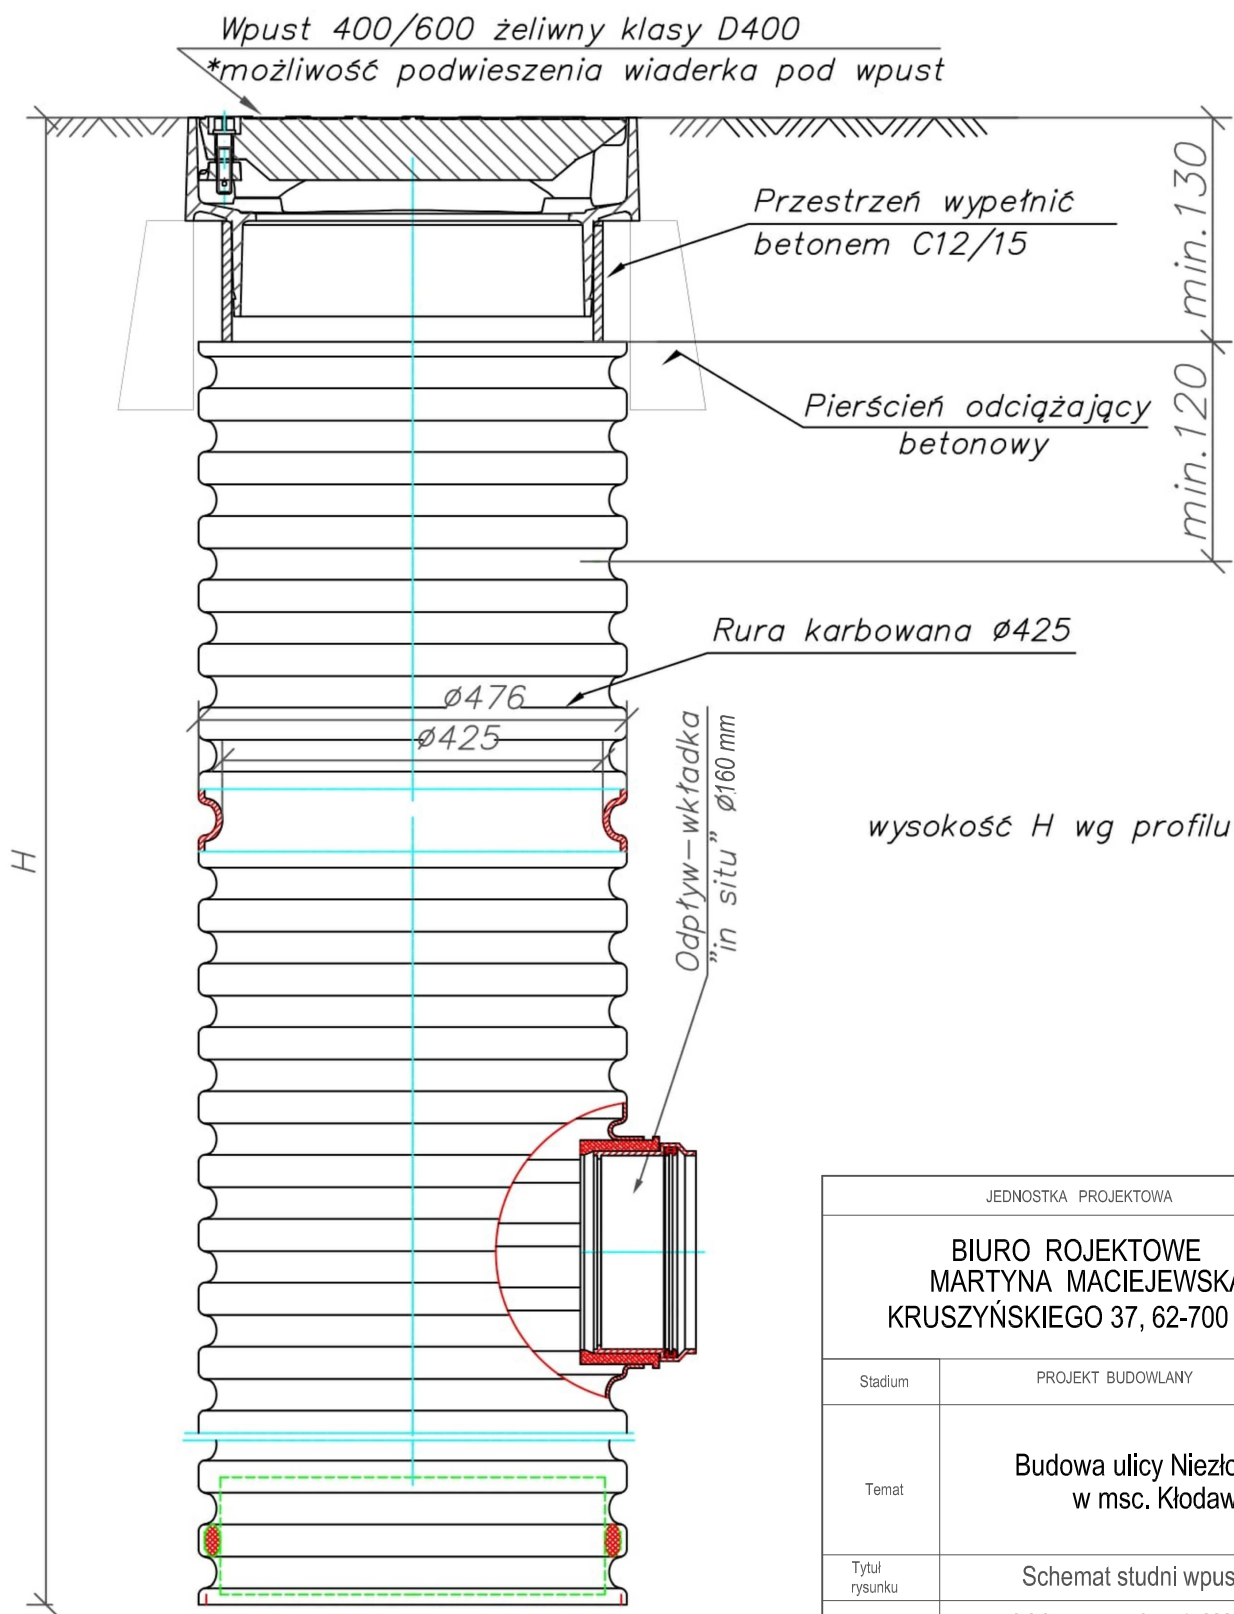 Wpust 400/600 żeliwny klasy D400
*możliwość podwieszenia wiaderka pod wpust
Przestrzeń wypełnić
betonem C12/15
min.130
Pierścień odciążający
betonowy
min.120
Rura karbowana ø425
ø476
ø425
Odpływ–wkładka
"in situ" ø160 mm
wysokość H wg profilu
H
JEDNOSTKA PROJEKTOWA
BIURO ROJEKTOWE
MARTYNA MACIEJEWSKA
KRUSZYŃSKIEGO 37, 62-700
Stadium
PROJEKT BUDOWLANY
Temat
Budowa ulicy Niezło
w msc. Kłodaw
Tytuł
rysunku
Schemat studni wpus